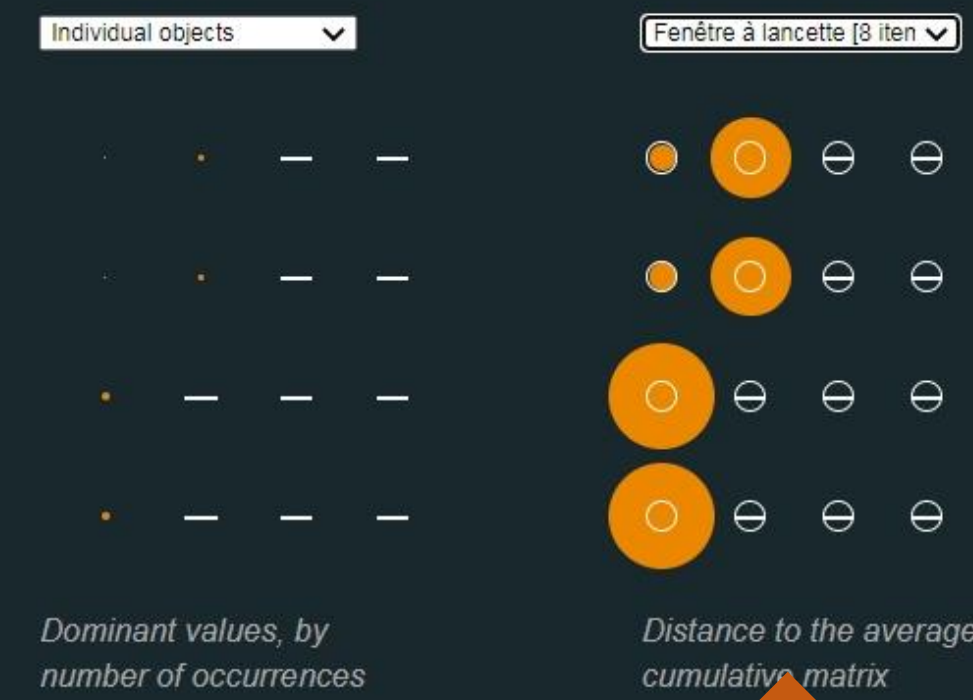 Individual objects
Fenêtre à lancette [8 iten
Dominant values, by
number of occurrences
Distance to the average
cumulative matrix